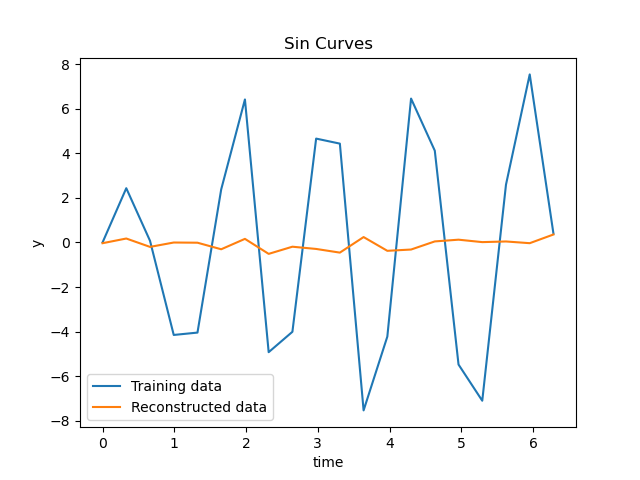 Sin Curves
8
6
4
2
0
−2
−4
−6
−8
y
Training data
Reconstructed data
0 1 2 3 4 5 6
time